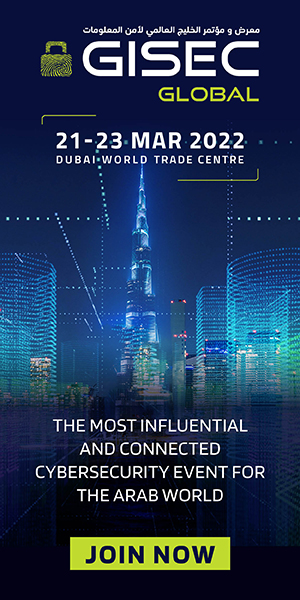 معرض و مؤتمر الخليج العالمي لأمن المعلومات
GISEC
GLOBAL
21-23 MAR 2022
DUBAI WORLD TRADE CENTRE
THE MOST INFLUENTIAL
AND CONNECTED
CYBERSECURITY EVENT FOR
THE ARAB WORLD
JOIN NOW